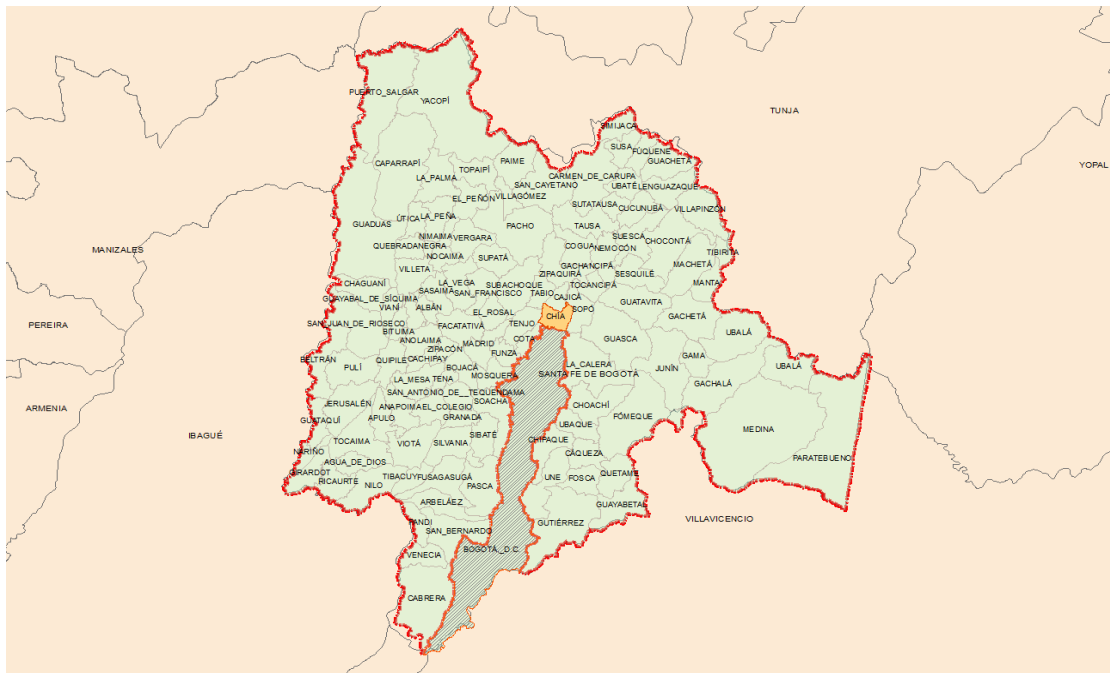 TUNJA
YOPAL
MANIZALES
PEREIRA
ARMENIA
IBAGUÉ
VILLAVICENCIO
PUERTO_SALGAR
YACOPÍ
SIMIJACA
SUSA
FÚQUENE
GUACHETÁ
CAPARRAPÍ
PAIME
TOPAIPÍ
LA_PALMA
CARMEN_DE_CARUPA
SAN_CAYETANO
UBATÉ
LENGUAZAQUE
EL_PEÑÓN
VILLAGÓMEZ
SUTATAUSA
CUCUNUBÁ
VILLAPINZÓN
GUADUAS
ÚTICA
LA_PEÑA
PACHO
TAUSA
NIMAIMA
VERGARA
SUESCA
CHOCONTÁ
QUEBRADANEGRA
COGUA
NEMOCÓN
TIBIRITA
NOCAIMA
SUPATÁ
MACHETÁ
VILLETA
GACHANCIPÁ
ZIPAQUIRÁ
SESQUILÉ
CHAGUANÍ
LA_VEGA
SUBACHOQUE
TOCANCIPÁ
MANTA
SASAIMA
SAN_FRANCISCO
TABIO
CAJICÁ
GUAYABAL_DE_SÍQUIMA
VIANÍ
ALBÁN
EL_ROSAL
SOPÓ
GUATAVITA
CHÍA
GACHETÁ
SAN_JUAN_DE_RIOSECO
BITUIMA
FACATATIVÁ
TENJO
UBALÁ
ANOLAIMA
MADRID
COTA
GUASCA
ZIPACÓN
FUNZA
BELTRÁN
QUIPILE
CACHIPAY
GAMA
PULÍ
BOJACÁ
LA_CALERA
JUNÍN
UBALÁ
LA_MESA
TENA
MOSQUERA
SANTA FE DE BOGOTÁ
GACHALÁ
SAN_ANTONIO_DE__TEQUENDAMA
JERUSALÉN
ANAPOIMA
EL_COLEGIO
SOACHA
CHOACHÍ
GUATAQUÍ
APULO
GRANADA
UBAQUE
FÓMEQUE
MEDINA
TOCAIMA
VIOTÁ
SILVANIA
SIBATÉ
CHIPAQUE
NARIÑO
CÁQUEZA
PARATEBUENO
AGUA_DE_DIOS
GIRARDOT
RICAURTE
NILO
TIBACUY
FUSAGASUGÁ
PASCA
UNE
FOSCA
QUETAME
ARBELÁEZ
GUAYABETAL
PANDI
SAN_BERNARDO
GUTIÉRREZ
VENECIA
BOGOTÁ,_D.C.
CABRERA